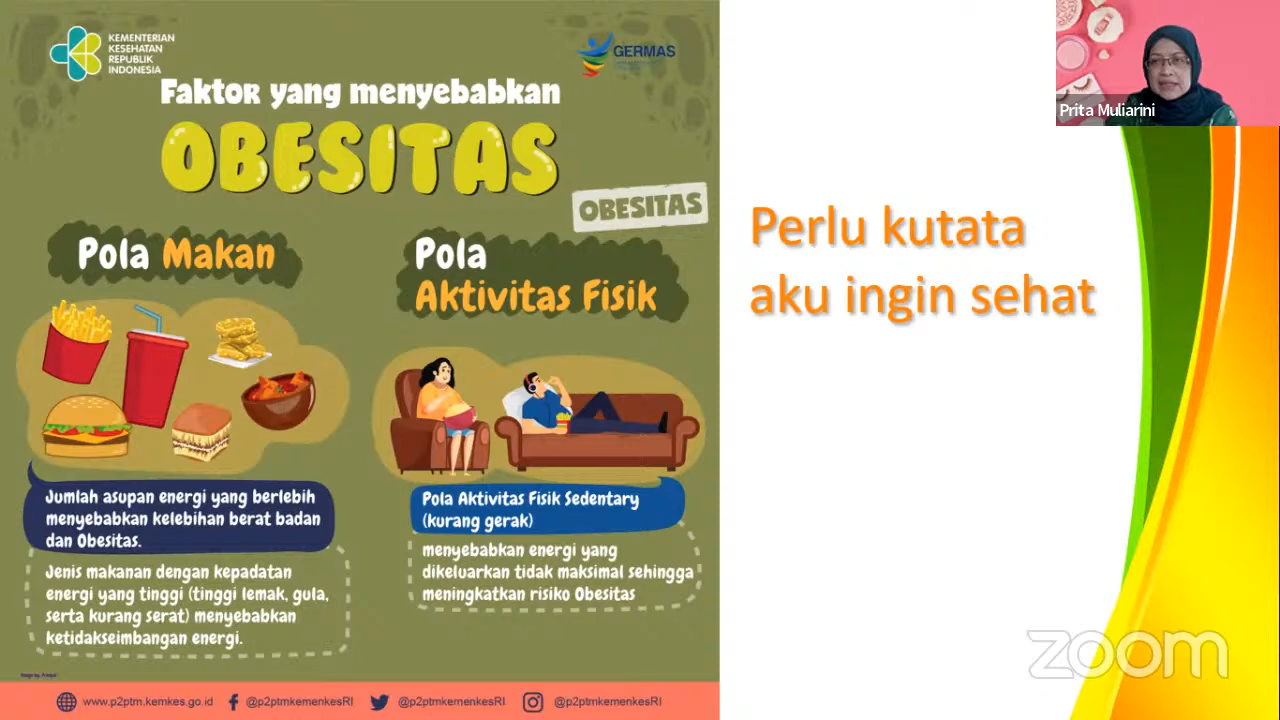 KEMENTERIAN
KESEHATAN
REPUBLIK
INDONESIA
GERMAS
Faktor yang menyebabkan
OBESITAS
OBESITAS
Pola Makan
Jumlah asupan energi yang berlebih
menyebabkan kelebihan berat badan
dan Obesitas.
Jenis makanan dengan kepadatan
energi yang tinggi (tinggi lemak, gula,
serta kurang serat) menyebabkan
ketidakseimbangan energi.
Pola
Aktivitas Fisik
Pola Aktivitas Fisik Sedentary
(kurang gerak)
menyebabkan energi yang
dikeluarkan tidak maksimal sehingga
meningkatkan risiko Obesitas
www.p2ptm.kemkes.go.id
@p2ptmkemenkesRI
@p2ptmkemenkesRI
@p2ptmkemenkesRI
Perlu kutata
aku ingin sehat
Prita Muliarini
zoom